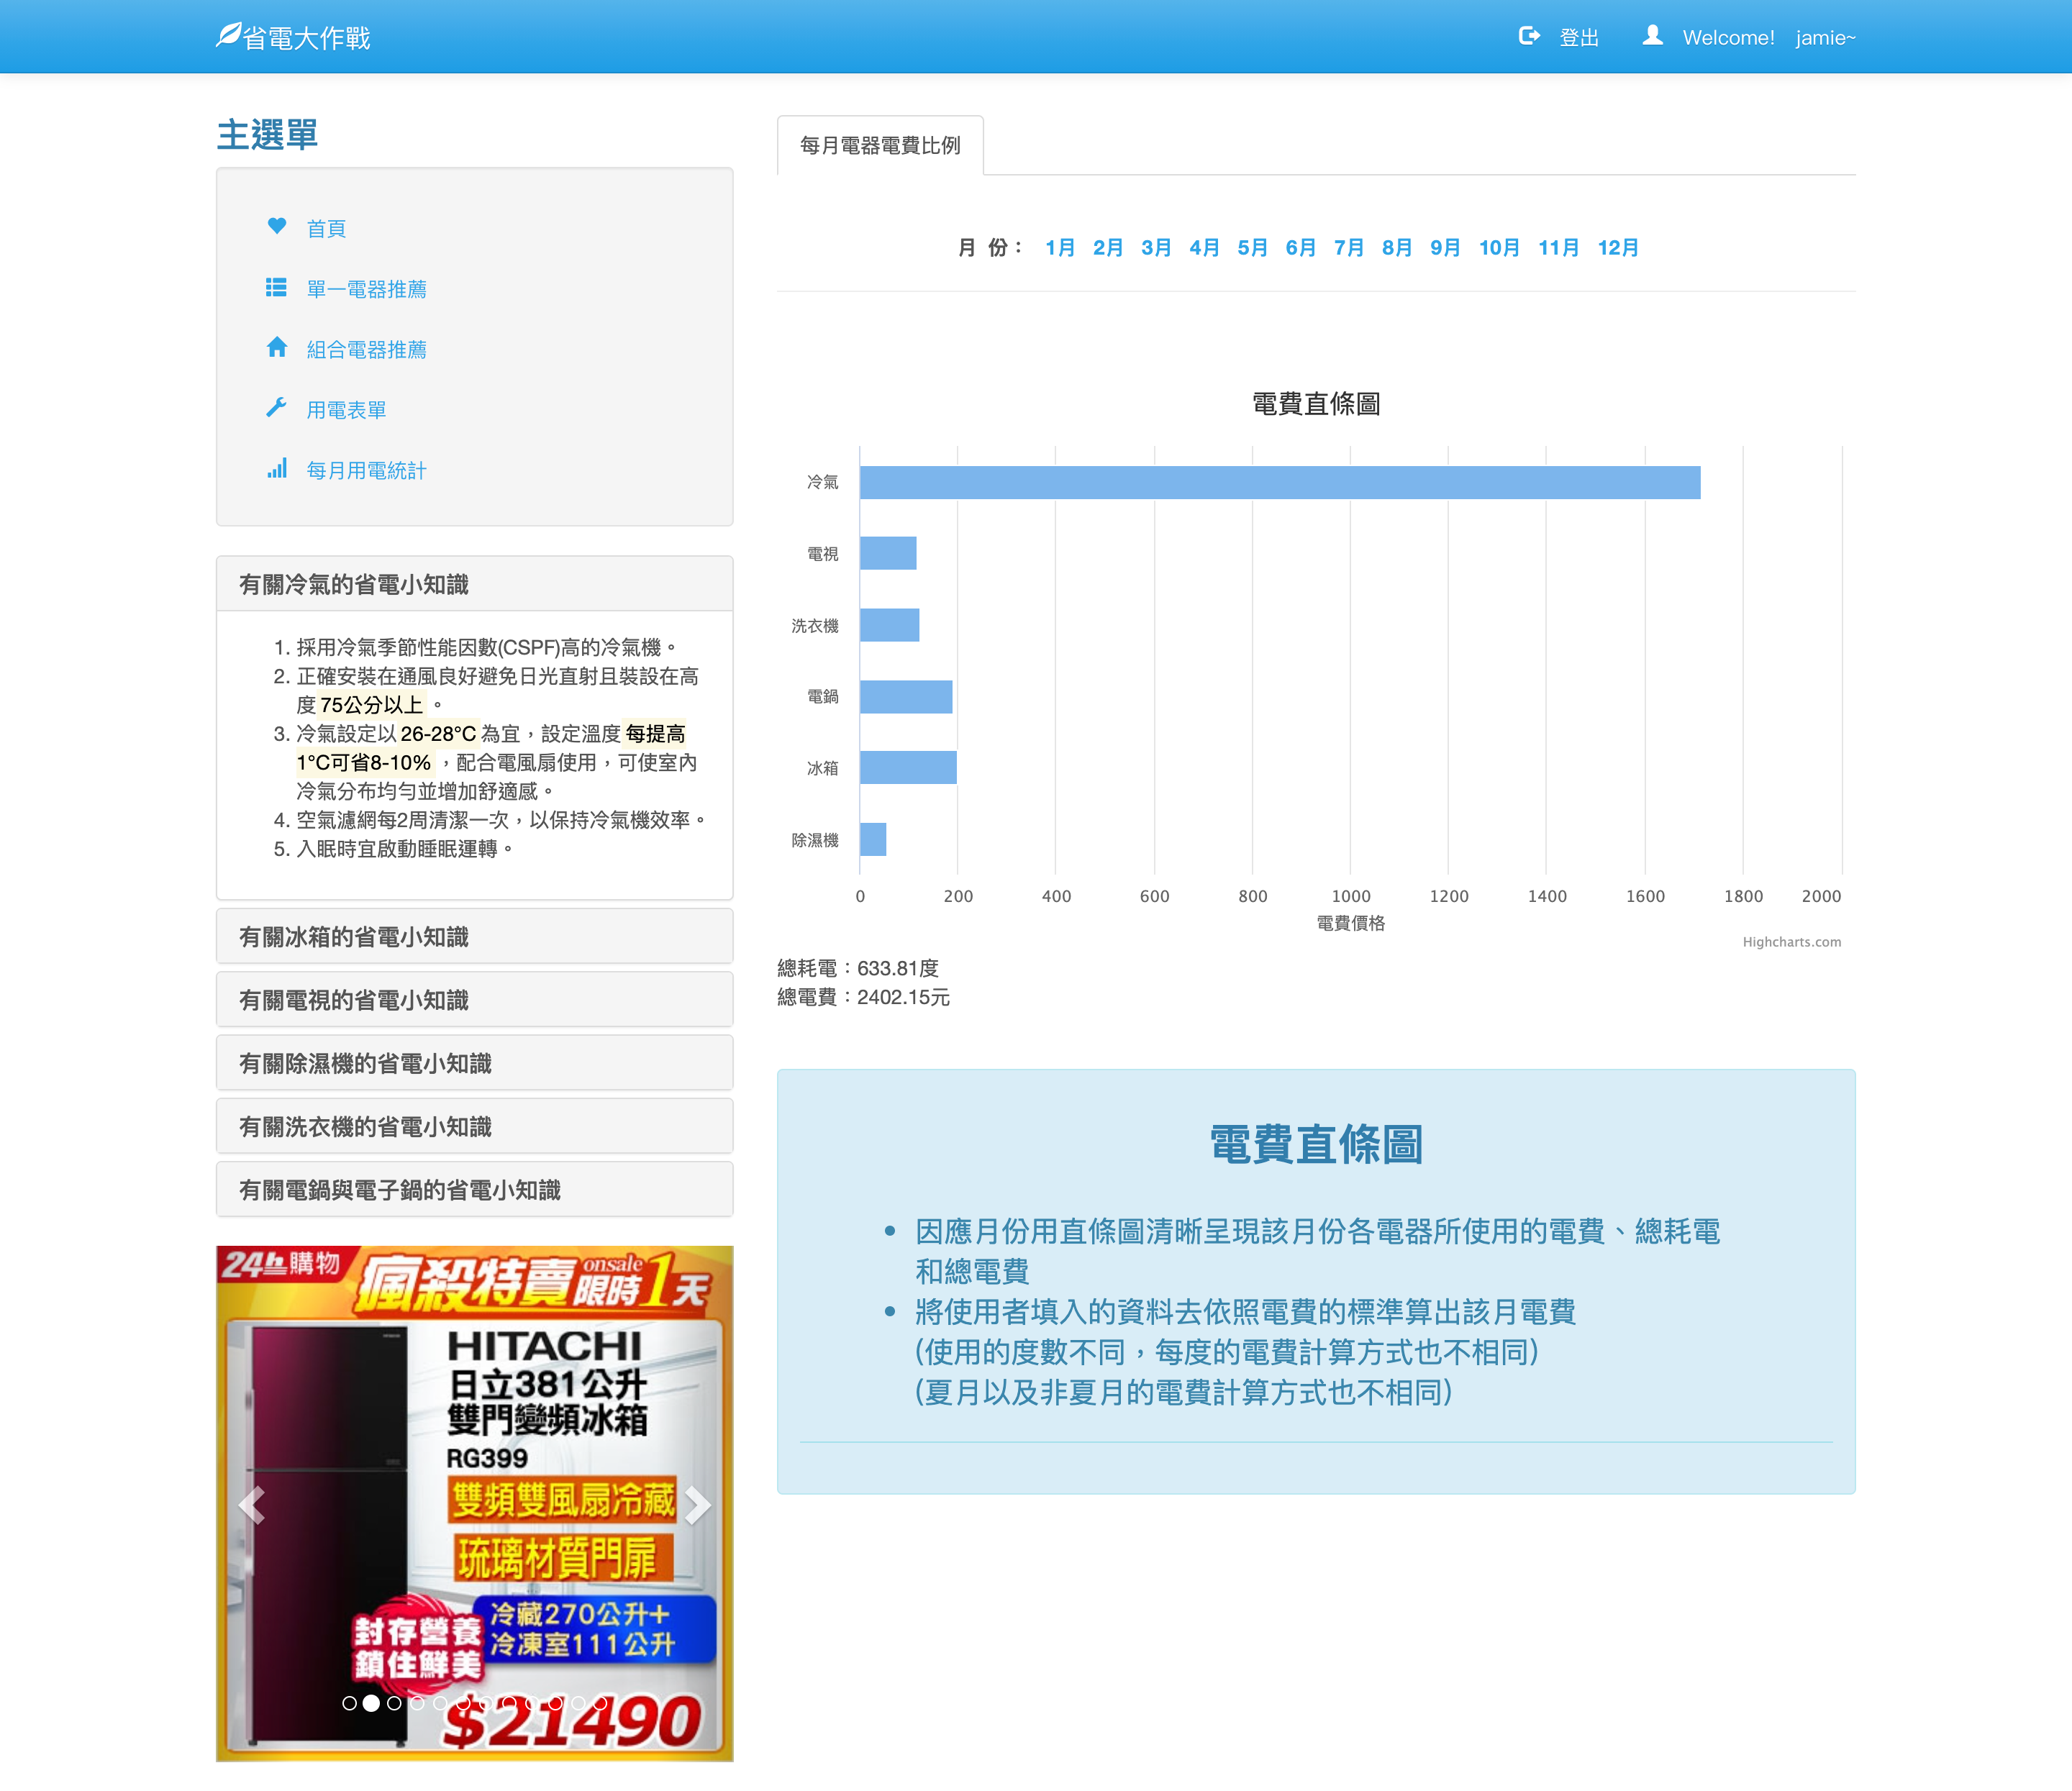 省電大作戰
登出 Welcome! jamie~
主選單
首頁
單一電器推薦
組合電器推薦
用電表單
每月用電統計
有關冷氣的省電小知識
1. 採用冷氣季節性能因數(CSPF)高的冷氣機。
2. 正確安裝在通風良好避免日光直射且裝設在高
度75公分以上。
3. 冷氣設定以26-28°C為宜，設定溫度每提高
1°C可省8-10%，配合電風扇使用，可使室內
冷氣分布均勻並增加舒適感。
4. 空氣濾網每2周清潔一次，以保持冷氣機效率。
5. 入眠時宜啟動睡眠運轉。
有關冰箱的省電小知識
有關電視的省電小知識
有關除濕機的省電小知識
有關洗衣機的省電小知識
有關電鍋與電子鍋的省電小知識
24h購物
瘋殺特賣 onsale 限時1天
HITACHI
日立381公升
雙門變頻冰箱
RG399
雙頻雙風扇冷藏
琉璃材質門扉
冷藏270公升+
冷凍室111公升
封存營養
鎖住鮮美
$21490
每月電器電費比例
月 份： 1月 2月 3月 4月 5月 6月 7月 8月 9月 10月 11月 12月
電費直條圖
冷氣
電視
洗衣機
電鍋
冰箱
除濕機
0 200 400 600 800 1000 1200 1400 1600 1800 2000
電費價格
Highcharts.com
總耗電：633.81度
總電費：2402.15元
電費直條圖
• 因應月份用直條圖清晰呈現該月份各電器所使用的電費、總耗電
和總電費
• 將使用者填入的資料去依照電費的標準算出該月電費
(使用的度數不同，每度的電費計算方式也不相同)
(夏月以及非夏月的電費計算方式也不相同)